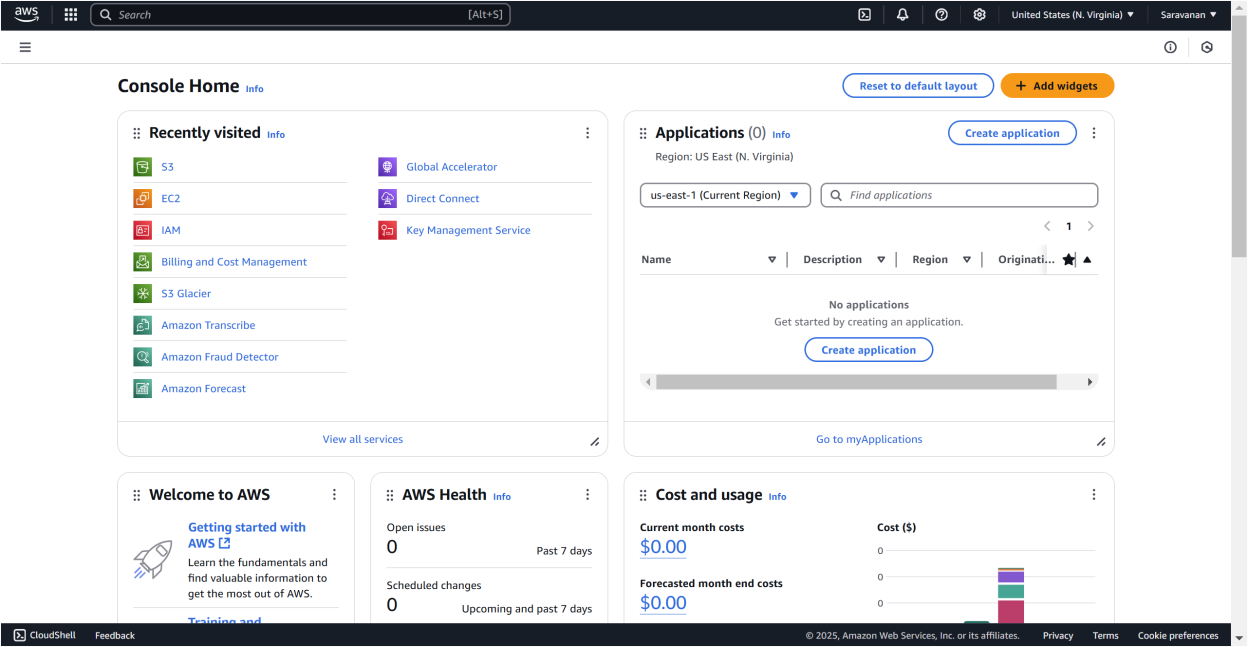 aws
Search [Alt+S]
United States (N. Virginia)
Saravanan
Console Home Info
Reset to default layout
Add widgets
Recently visited Info
S3
EC2
IAM
Billing and Cost Management
S3 Glacier
Amazon Transcribe
Amazon Fraud Detector
Amazon Forecast
Global Accelerator
Direct Connect
Key Management Service
View all services
Applications (0) Info
Create application
Region: US East (N. Virginia)
us-east-1 (Current Region)
Find applications
1
Name Description Region Originati...
No applications
Get started by creating an application.
Create application
Go to myApplications
Welcome to AWS
Getting started with
AWS
Learn the fundamentals and
find valuable information to
get the most out of AWS.
Training and
AWS Health Info
Open issues
0 Past 7 days
Scheduled changes
0 Upcoming and past 7 days
Cost and usage Info
Current month costs
$0.00
Forecasted month end costs
$0.00
Cost ($)
0
0
0
CloudShell Feedback
© 2025, Amazon Web Services, Inc. or its affiliates. Privacy Terms Cookie preferences